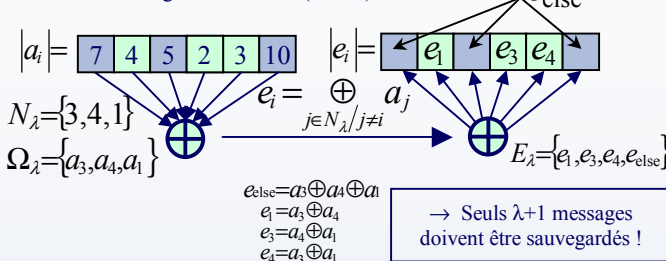 else
|aᵢ|= 7 4 5 2 3 10 |eᵢ|= e₁ e₃ e₄
Nλ={3,4,1}
eᵢ= ⊕ aⱼ
j∈Nλ/j≠i
Ωλ={a₃,a₄,a₁}
Eλ={e₁,e₃,e₄,eelse}
eelse=a₃⊕a₄⊕a₁
e₁=a₃⊕a₄
e₃=a₄⊕a₁
e₄=a₃⊕a₁
→ Seuls λ+1 messages
doivent être sauvegardés !